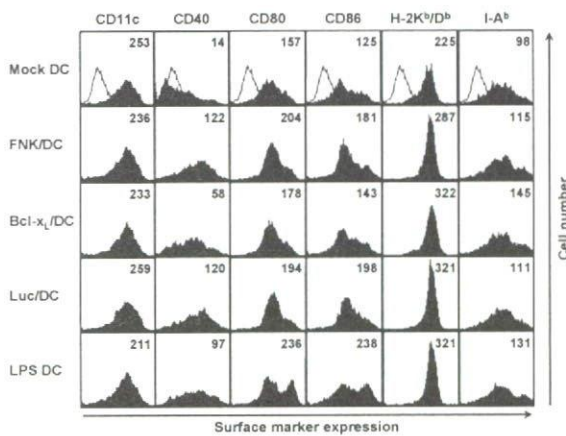 CD11c CD40 CD80 CD86 H-2Kᵇ/Dᵇ I-Aᵇ
Mock DC 253 14 157 125 225 98
FNK/DC 236 122 204 181 287 115
Bcl-xL/DC 233 58 178 143 322 145
Luc/DC 259 120 194 198 321 111
LPS DC 211 97 236 238 321 131
Surface marker expression
Cell number